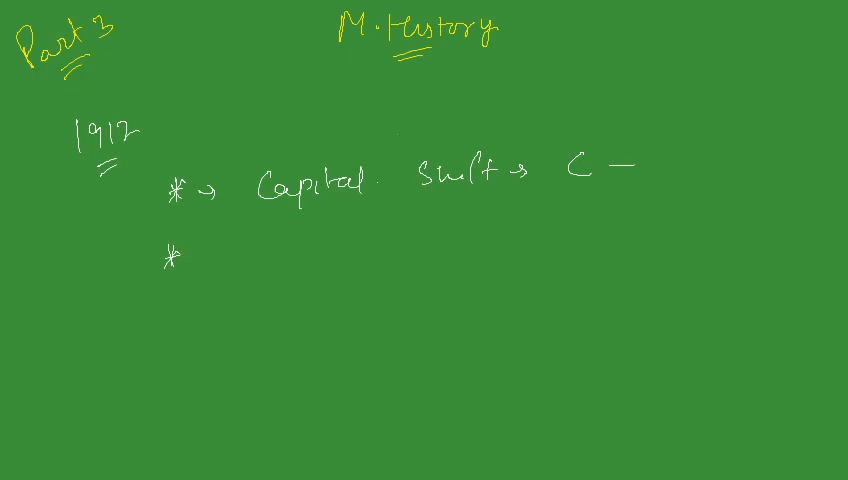 Part 3
M.History
1912
*→ Capital. Shift → C —
*